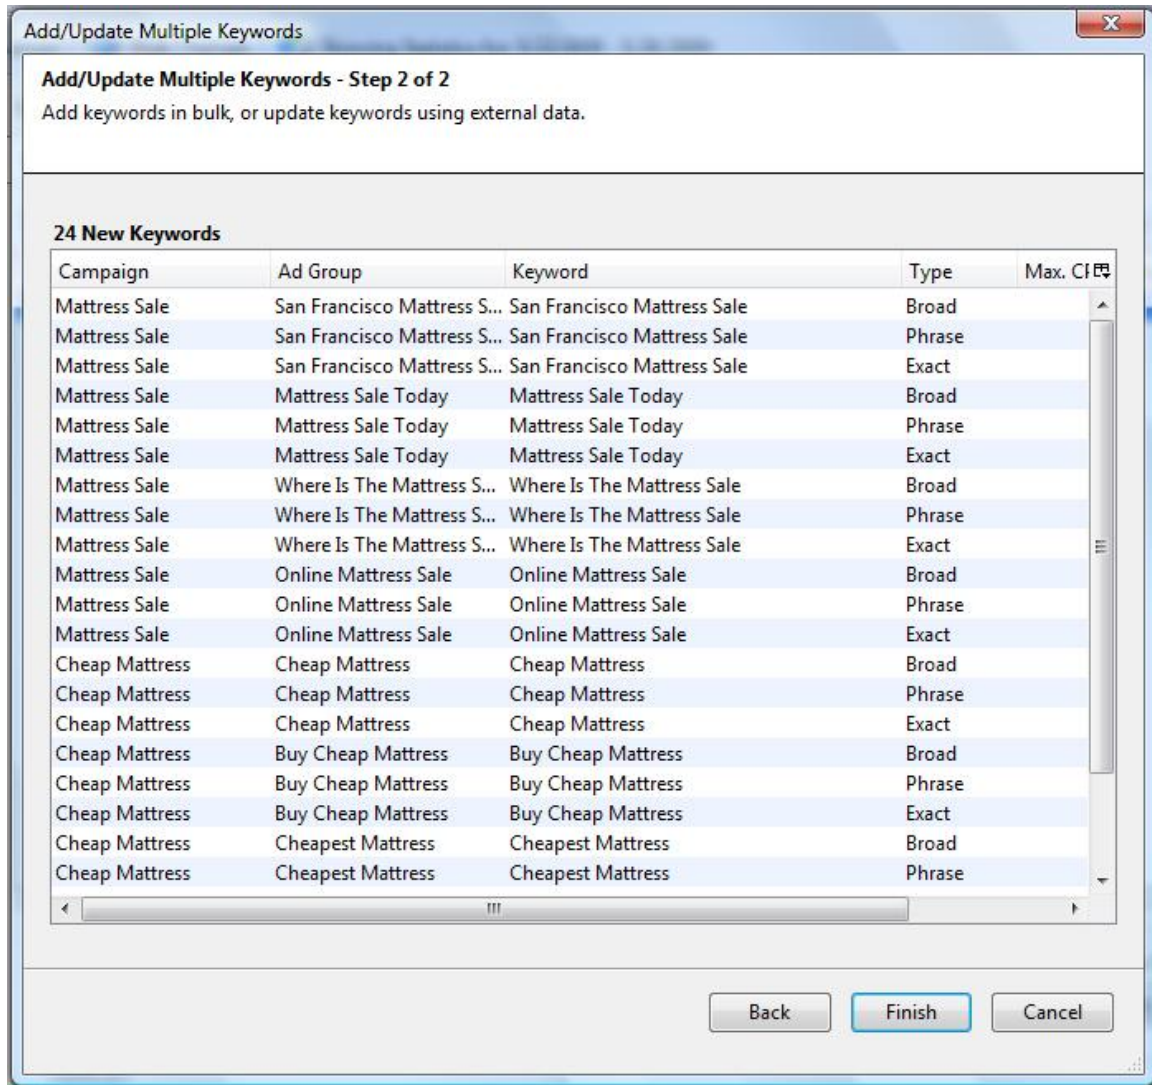 Add/Update Multiple Keywords
Add/Update Multiple Keywords - Step 2 of 2
Add keywords in bulk, or update keywords using external data.
24 New Keywords
Campaign Ad Group Keyword Type Max. CP
Mattress Sale San Francisco Mattress S... San Francisco Mattress Sale Broad
Mattress Sale San Francisco Mattress S... San Francisco Mattress Sale Phrase
Mattress Sale San Francisco Mattress S... San Francisco Mattress Sale Exact
Mattress Sale Mattress Sale Today Mattress Sale Today Broad
Mattress Sale Mattress Sale Today Mattress Sale Today Phrase
Mattress Sale Mattress Sale Today Mattress Sale Today Exact
Mattress Sale Where Is The Mattress S... Where Is The Mattress Sale Broad
Mattress Sale Where Is The Mattress S... Where Is The Mattress Sale Phrase
Mattress Sale Where Is The Mattress S... Where Is The Mattress Sale Exact
Mattress Sale Online Mattress Sale Online Mattress Sale Broad
Mattress Sale Online Mattress Sale Online Mattress Sale Phrase
Mattress Sale Online Mattress Sale Online Mattress Sale Exact
Cheap Mattress Cheap Mattress Cheap Mattress Broad
Cheap Mattress Cheap Mattress Cheap Mattress Phrase
Cheap Mattress Cheap Mattress Cheap Mattress Exact
Cheap Mattress Buy Cheap Mattress Buy Cheap Mattress Broad
Cheap Mattress Buy Cheap Mattress Buy Cheap Mattress Phrase
Cheap Mattress Buy Cheap Mattress Buy Cheap Mattress Exact
Cheap Mattress Cheapest Mattress Cheapest Mattress Broad
Cheap Mattress Cheapest Mattress Cheapest Mattress Phrase
Back Finish Cancel